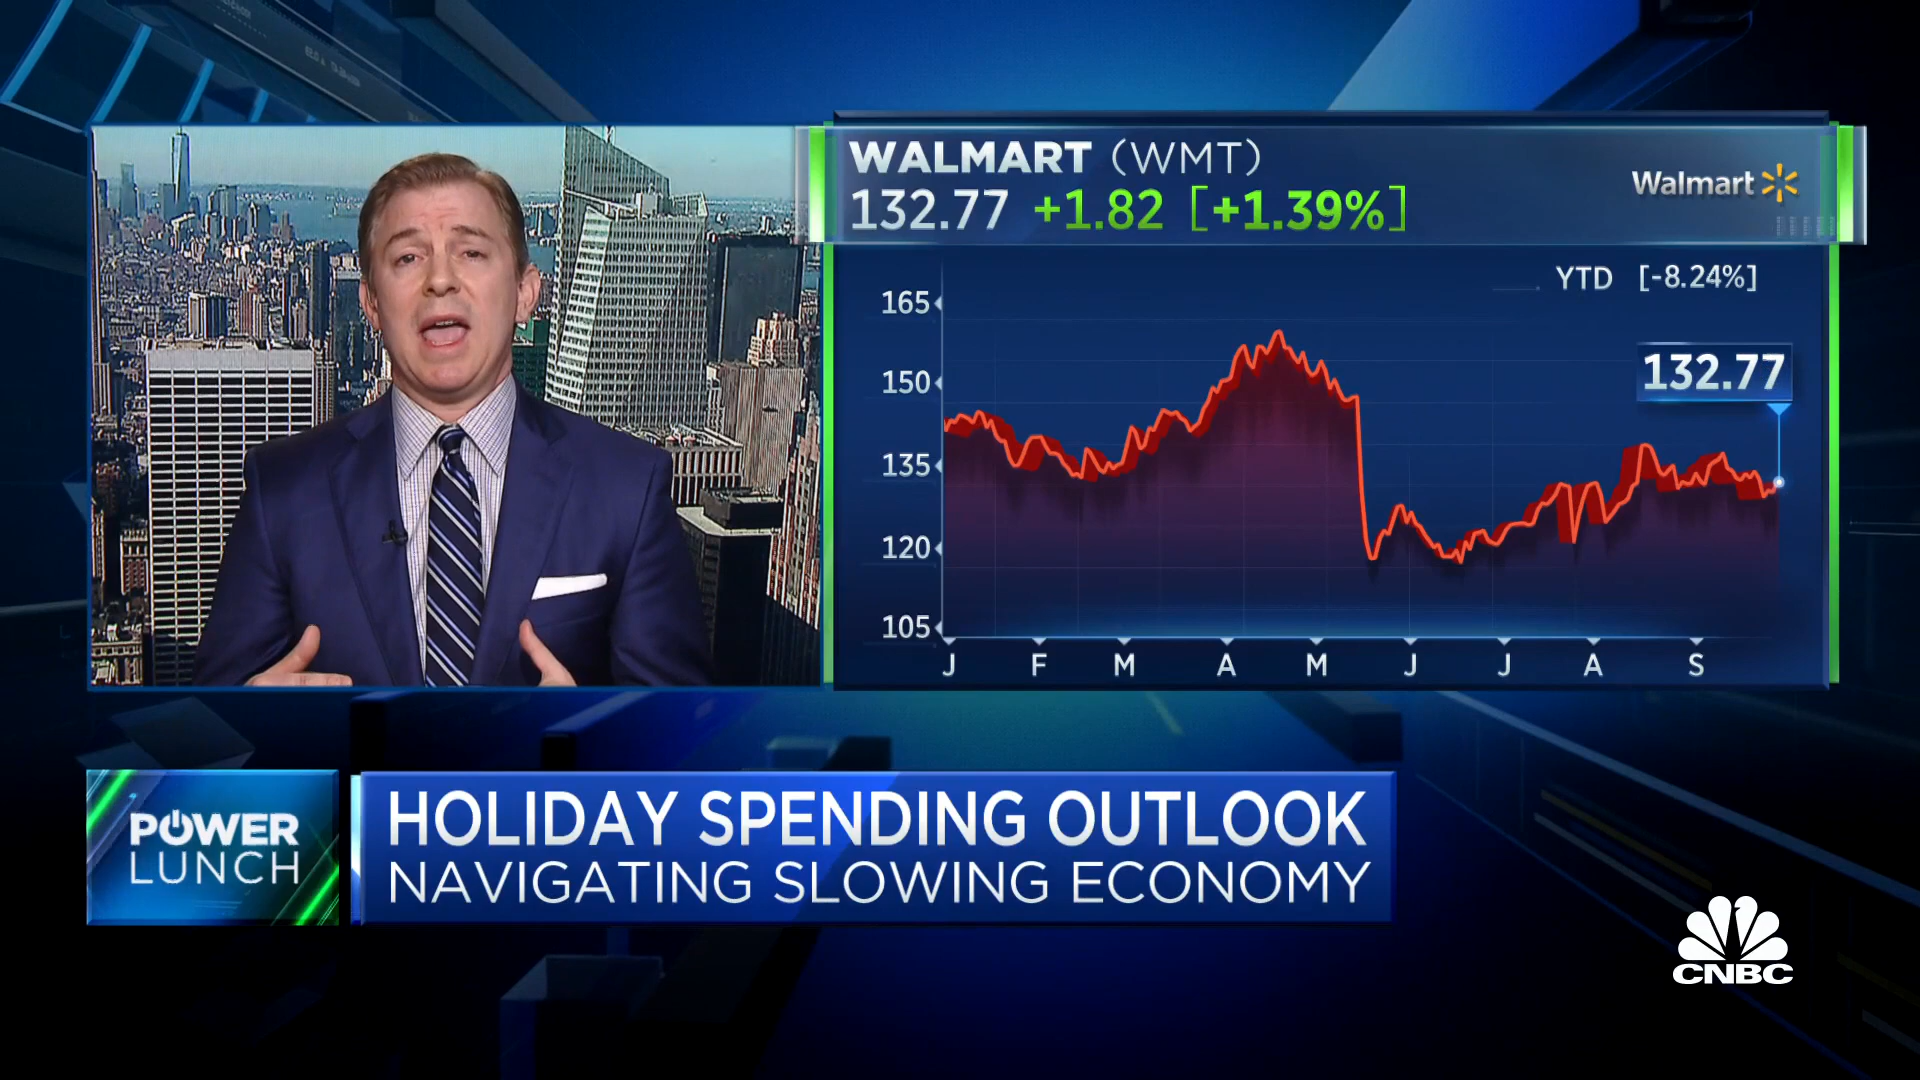 WALMART (WMT)
132.77 +1.82 [+1.39%]
Walmart
YTD [-8.24%]
132.77
165
150
135
120
105
J F M A M J J A S
POWER
LUNCH
HOLIDAY SPENDING OUTLOOK
NAVIGATING SLOWING ECONOMY
CNBC